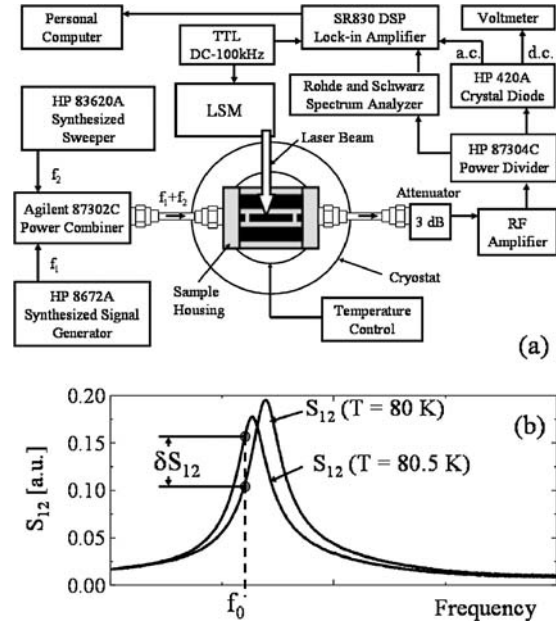 Personal
Computer
TTL
DC-100kHz
SR830 DSP
Lock-in Amplifier
Voltmeter
a.c.
d.c.
HP 83620A
Synthesized
Sweeper
LSM
Rohde and Schwarz
Spectrum Analyzer
HP 420A
Crystal Diode
Laser Beam
HP 87304C
Power Divider
f₂
f₁+f₂
Attenuator
Agilent 87302C
Power Combiner
3 dB
RF
Amplifier
f₁
Sample
Housing
Cryostat
HP 8672A
Synthesized Signal
Generator
Temperature
Control
(a)
0.20
0.15
0.10
0.05
0.00
S₁₂ [a.u.]
S₁₂ (T = 80 K)
(b)
δS₁₂
S₁₂ (T = 80.5 K)
f₀
Frequency